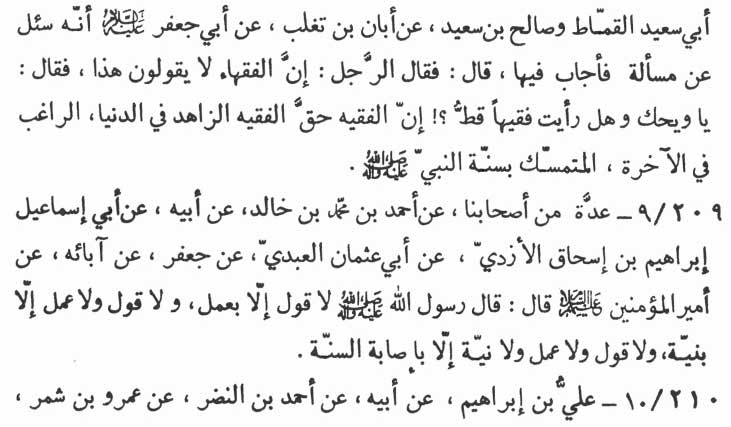 أبي سعيد القمّاط وصالح بن سعيد ، عن أبان بن تغلب ، عن أبي جعفر عليه السلام أنّه سئل
عن مسألة فأجاب فيها ، قال : فقال الرَّجل : إنَّ الفقهاء لا يقولون هذا ، فقال :
يا ويحك وهل رأيت فقيهاً قطُّ ؟! إنّ الفقيه حقَّ الفقيه الزاهد في الدنيا، الراغب
في الآخرة ، المتمسّك بسنّة النبيّ صلى الله عليه وآله .
٩/٢٠٩ ــ عدَّة من أصحابنا ، عن أحمد بن محمّد بن خالد، عن أبيه ، عن أبي إسماعيل
إبراهيم بن إسحاق الأزديّ ، عن أبي عثمان العبديّ، عن جعفر ، عن آبائه ، عن
أمير المؤمنين عليه السلام قال : قال رسول الله صلى الله عليه وآله لا قول إلّا بعمل، و لا قول ولا عمل إلّا
بنيّة، ولا قول ولا عمل ولا نيّة إلّا بإصابة السنّة .
١٠/٢١٠ ــ عليُّ بن إبراهيم ، عن أبيه ، عن أحمد بن النضر ، عن عمرو بن شمر ،